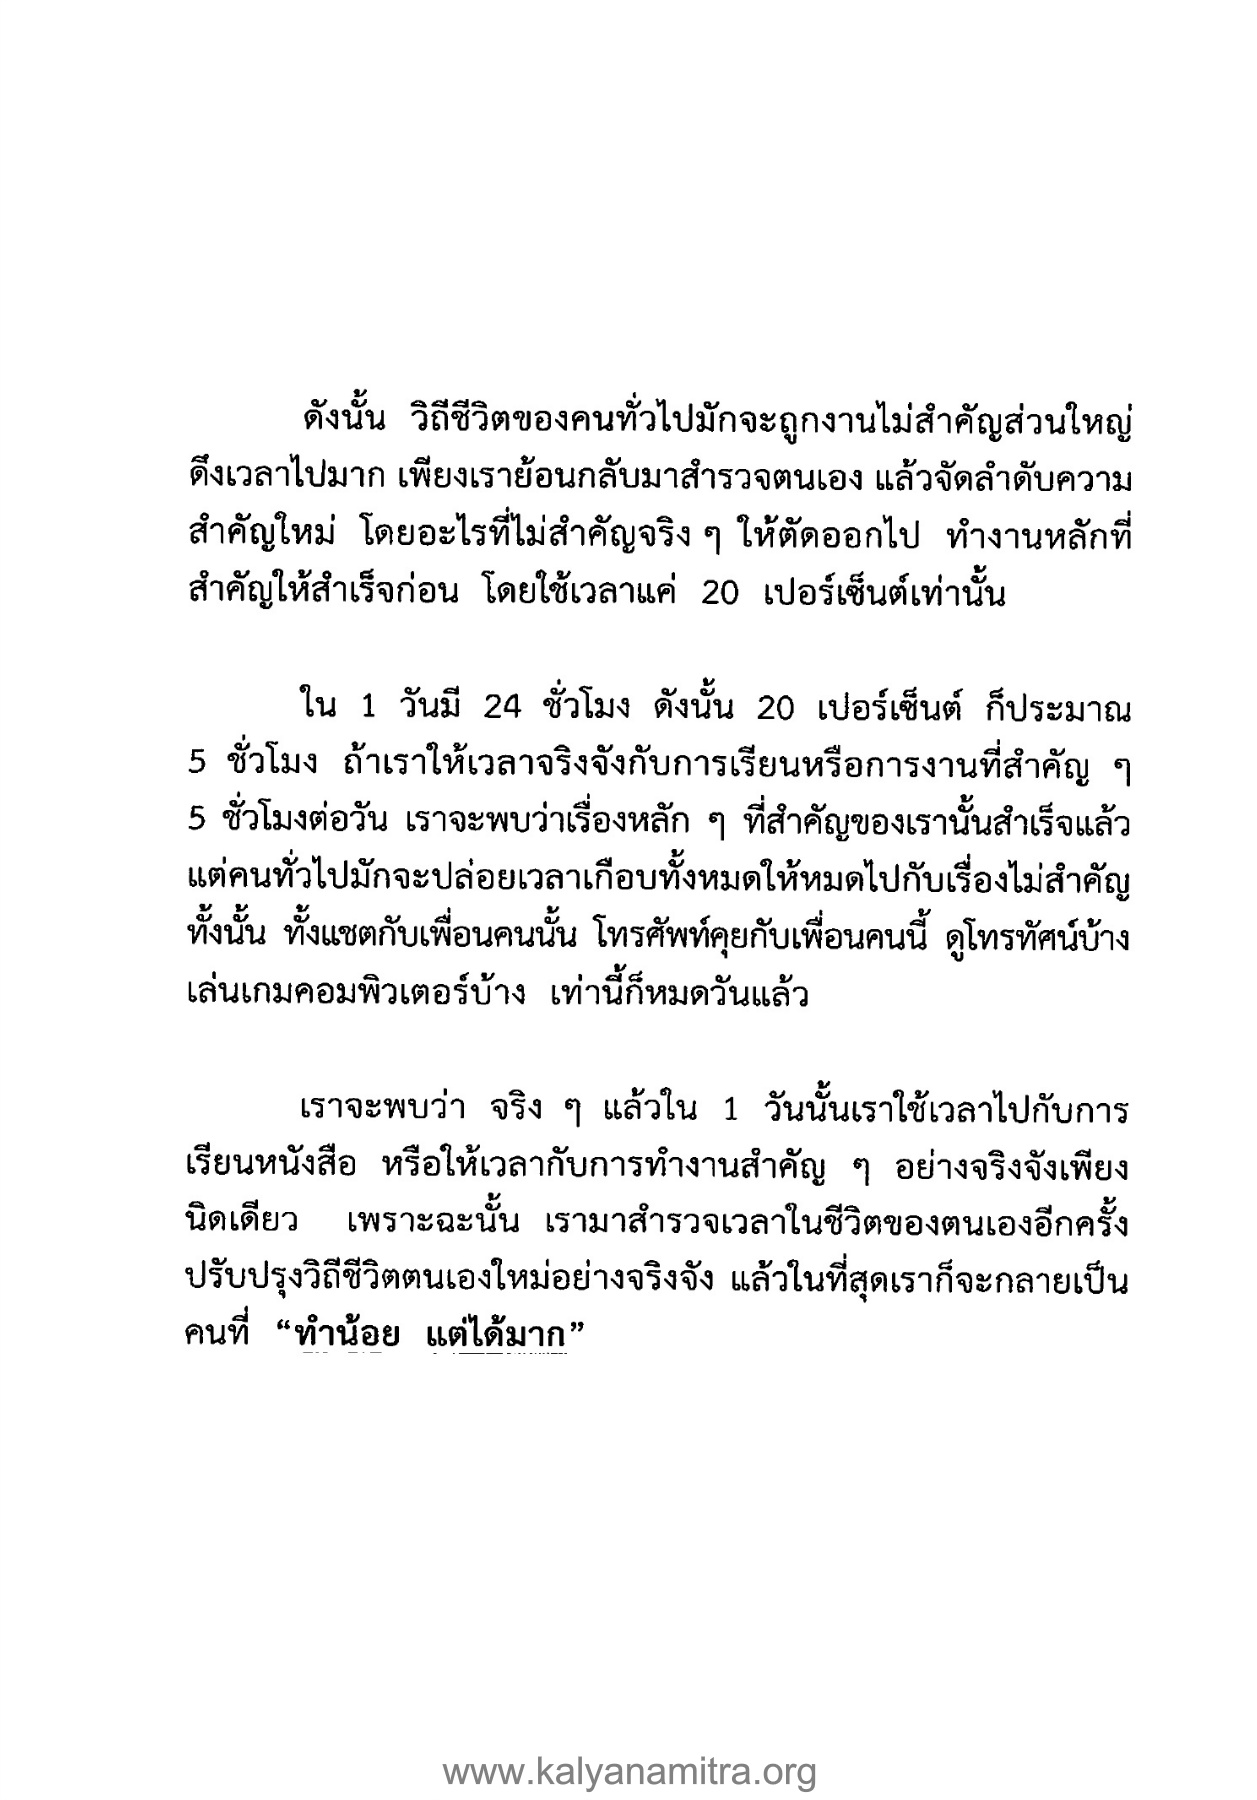 ดังนั้น วิถีชีวิตของคนทั่วไปมักจะถูกงานไม่สำคัญส่วนใหญ่
ดึงเวลาไปมาก เพียงเราย้อนกลับมาสำรวจตนเอง แล้วจัดลำดับความ
สำคัญใหม่ โดยอะไรที่ไม่สำคัญจริง ๆ ให้ตัดออกไป ทำงานหลักที่
สำคัญให้สำเร็จก่อน โดยใช้เวลาแค่ 20 เปอร์เซ็นต์เท่านั้น
ใน 1 วันมี 24 ชั่วโมง ดังนั้น 20 เปอร์เซ็นต์ ก็ประมาณ
5 ชั่วโมง ถ้าเราให้เวลาจริงจังกับการเรียนหรือการงานที่สำคัญ ๆ
5 ชั่วโมงต่อวัน เราจะพบว่าเรื่องหลัก ๆ ที่สำคัญของเรานั้นสำเร็จแล้ว
แต่คนทั่วไปมักจะปล่อยเวลาเกือบทั้งหมดให้หมดไปกับเรื่องไม่สำคัญ
ทั้งนั้น ทั้งแชตกับเพื่อนคนนั้น โทรศัพท์คุยกับเพื่อนคนนี้ ดูโทรทัศน์บ้าง
เล่นเกมคอมพิวเตอร์บ้าง เท่านี้ก็หมดวันแล้ว
เราจะพบว่า จริง ๆ แล้วใน 1 วันนั้นเราใช้เวลาไปกับการ
เรียนหนังสือ หรือให้เวลากับการทำงานสำคัญ ๆ อย่างจริงจังเพียง
นิดเดียว เพราะฉะนั้น เรามาสำรวจเวลาในชีวิตของตนเองอีกครั้ง
ปรับปรุงวิถีชีวิตตนเองใหม่อย่างจริงจัง แล้วในที่สุดเราก็จะกลายเป็น
คนที่ “ทำน้อย แต่ได้มาก”
www.kalyanamitra.org